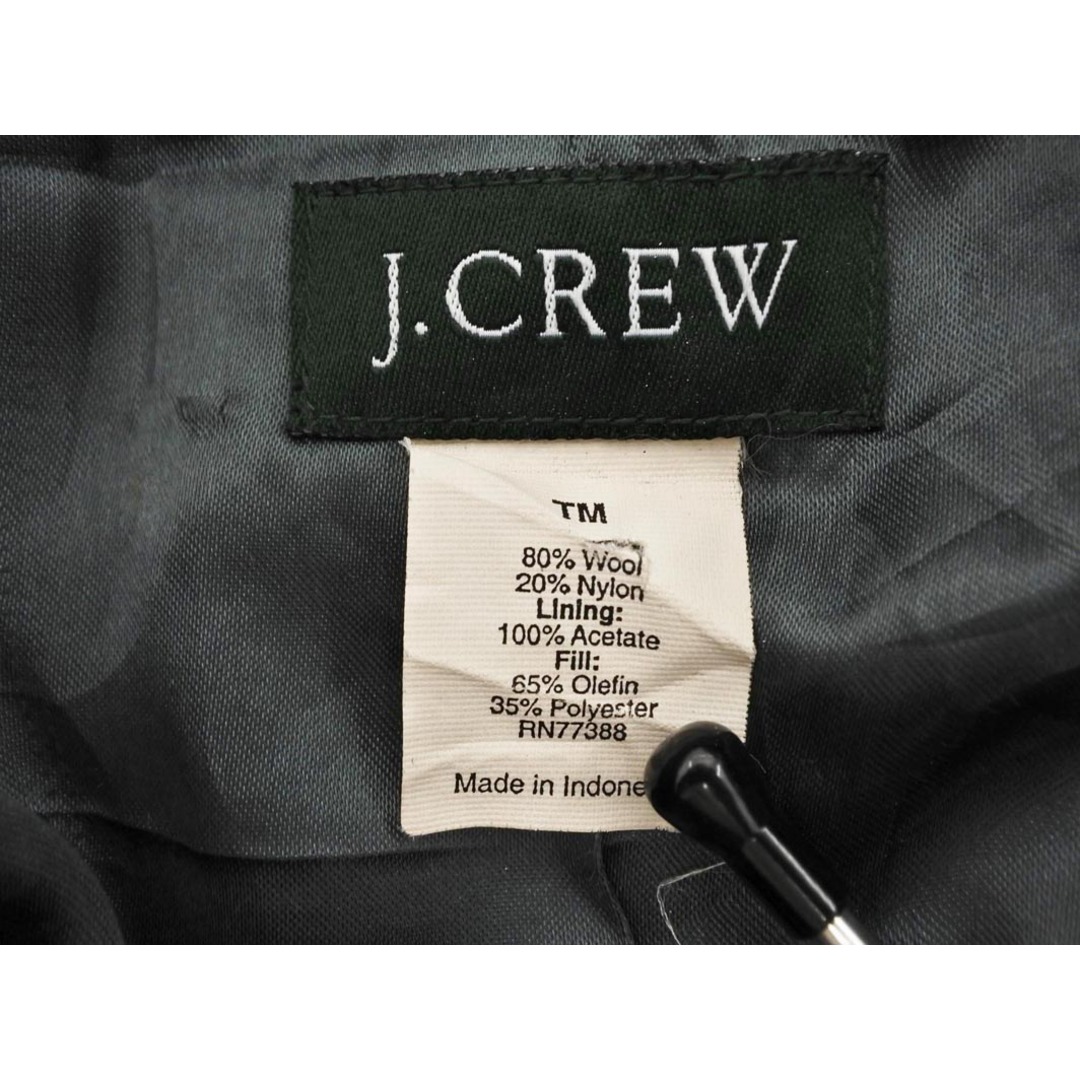 J.CREW
TM
80% Wool
20% Nylon
Lining:
100% Acetate
Fill:
65% Olefin
35% Polyester
RN77388
Made in Indone